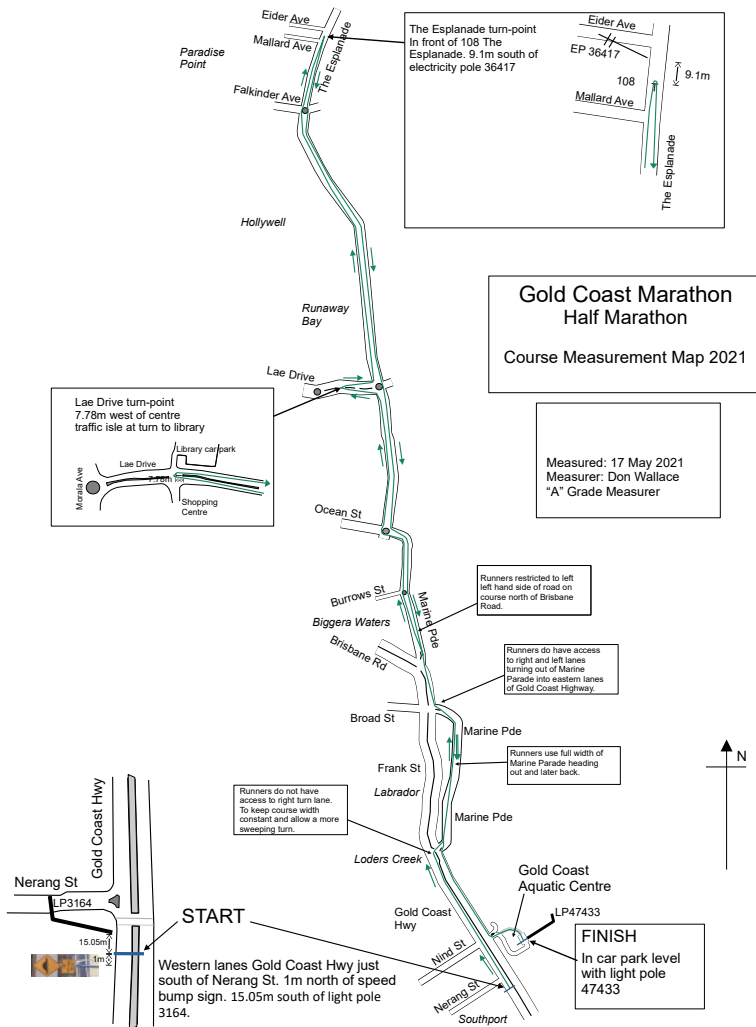 Eider Ave
Mallard Ave
Paradise
Point
The Esplanade
Falkinder Ave
The Esplanade turn-point
In front of 108 The
Esplanade. 9.1m south of
electricity pole 36417
Eider Ave
EP 36417
108
9.1m
Mallard Ave
The Esplanade
Hollywell
Runaway
Bay
Gold Coast Marathon
Half Marathon
Course Measurement Map 2021
Lae Drive
Lae Drive turn-point
7.78m west of centre
traffic isle at turn to library
Library car park
Lae Drive
7.78m
Morala Ave
Shopping
Centre
Measured: 17 May 2021
Measurer: Don Wallace
“A” Grade Measurer
Ocean St
Burrows St
Marine Pde
Runners restricted to left
left hand side of road on
course north of Brisbane
Road.
Biggera Waters
Brisbane Rd
Runners do have access
to right and left lanes
turning out of Marine
Parade into eastern lanes
of Gold Coast Highway.
Broad St
Marine Pde
Frank St
Runners use full width of
Marine Parade heading
out and later back.
Labrador
N
Runners do not have
access to right turn lane.
To keep course width
constant and allow a more
sweeping turn.
Marine Pde
Loders Creek
Gold Coast
Aquatic Centre
Gold Coast Hwy
Nerang St
LP3164
LP47433
START
Gold Coast
Hwy
FINISH
In car park level
with light pole
47433
15.05m
1m
Nind St
Western lanes Gold Coast Hwy just
south of Nerang St. 1m north of speed
bump sign. 15.05m south of light pole
3164.
Nerang St
Southport